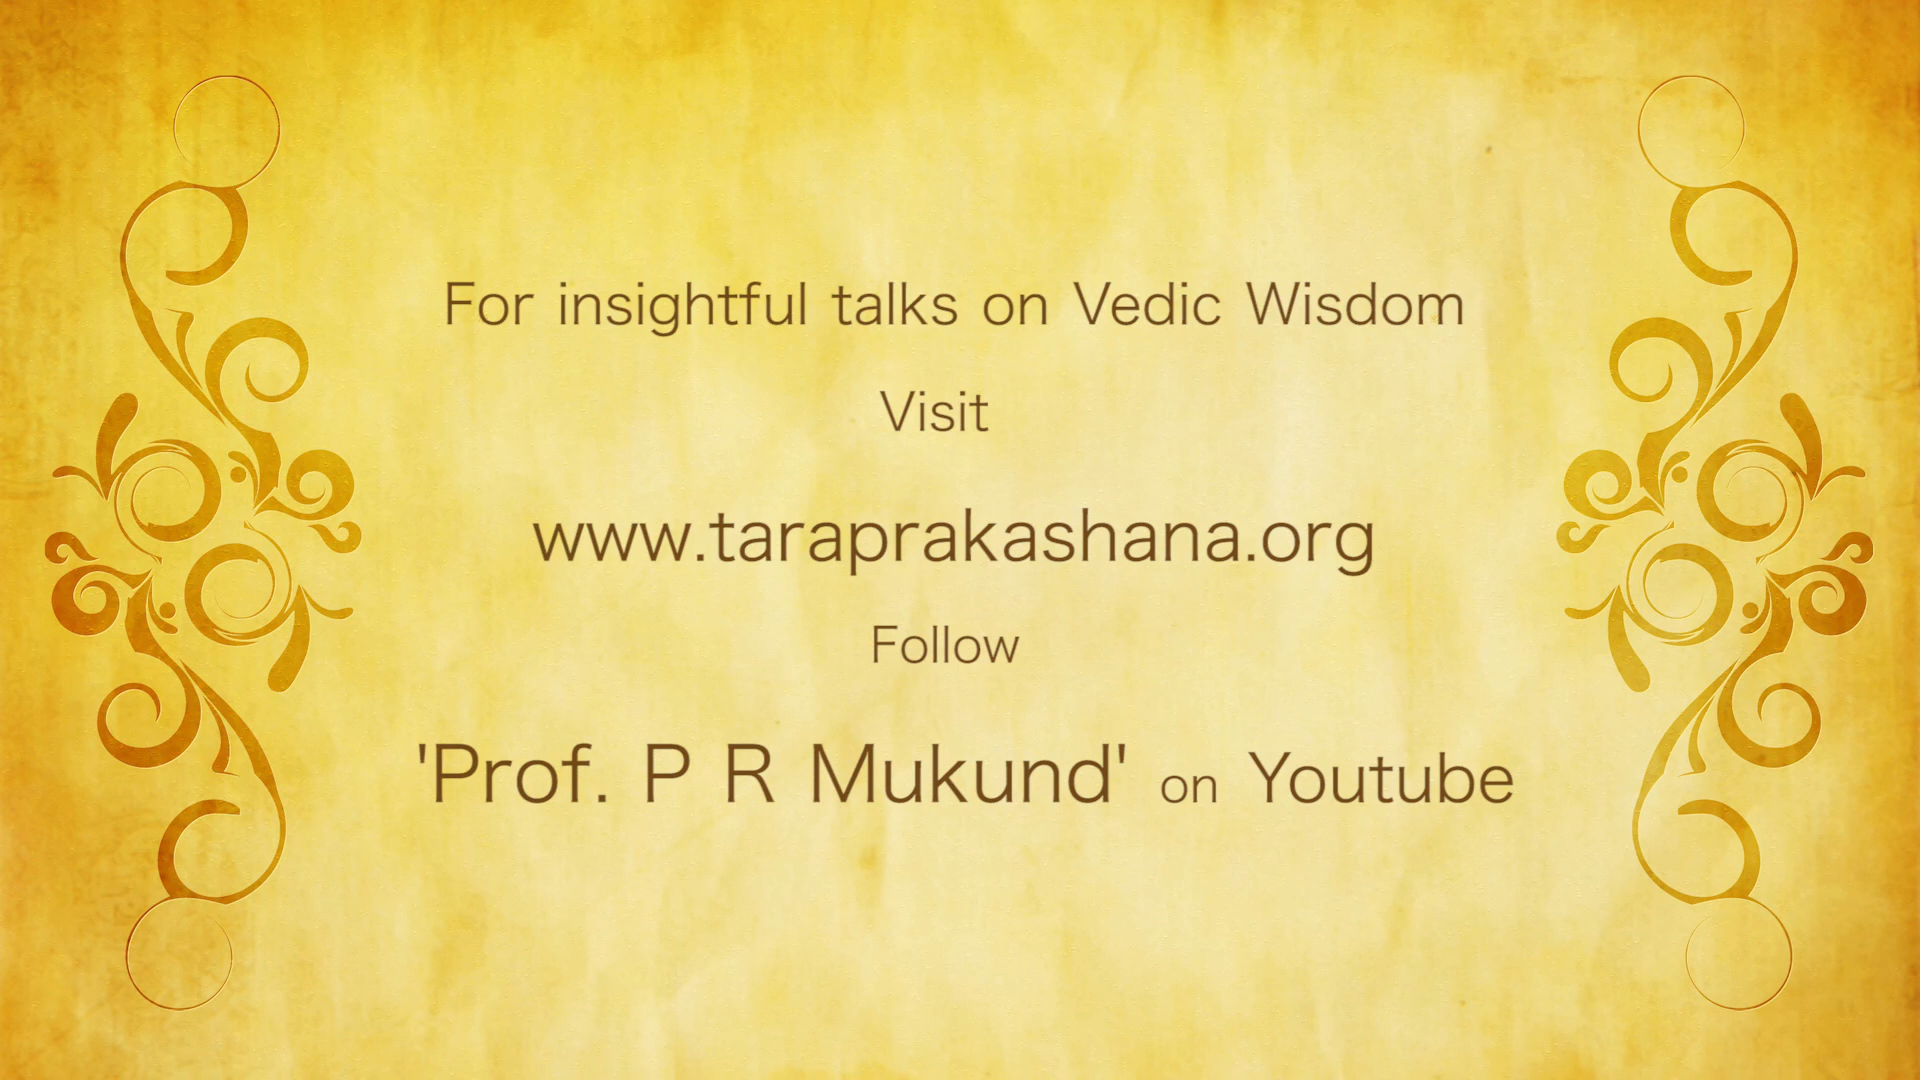 For insightful talks on Vedic Wisdom
Visit
www.taraprakashana.org
Follow
'Prof. P R Mukund' on Youtube